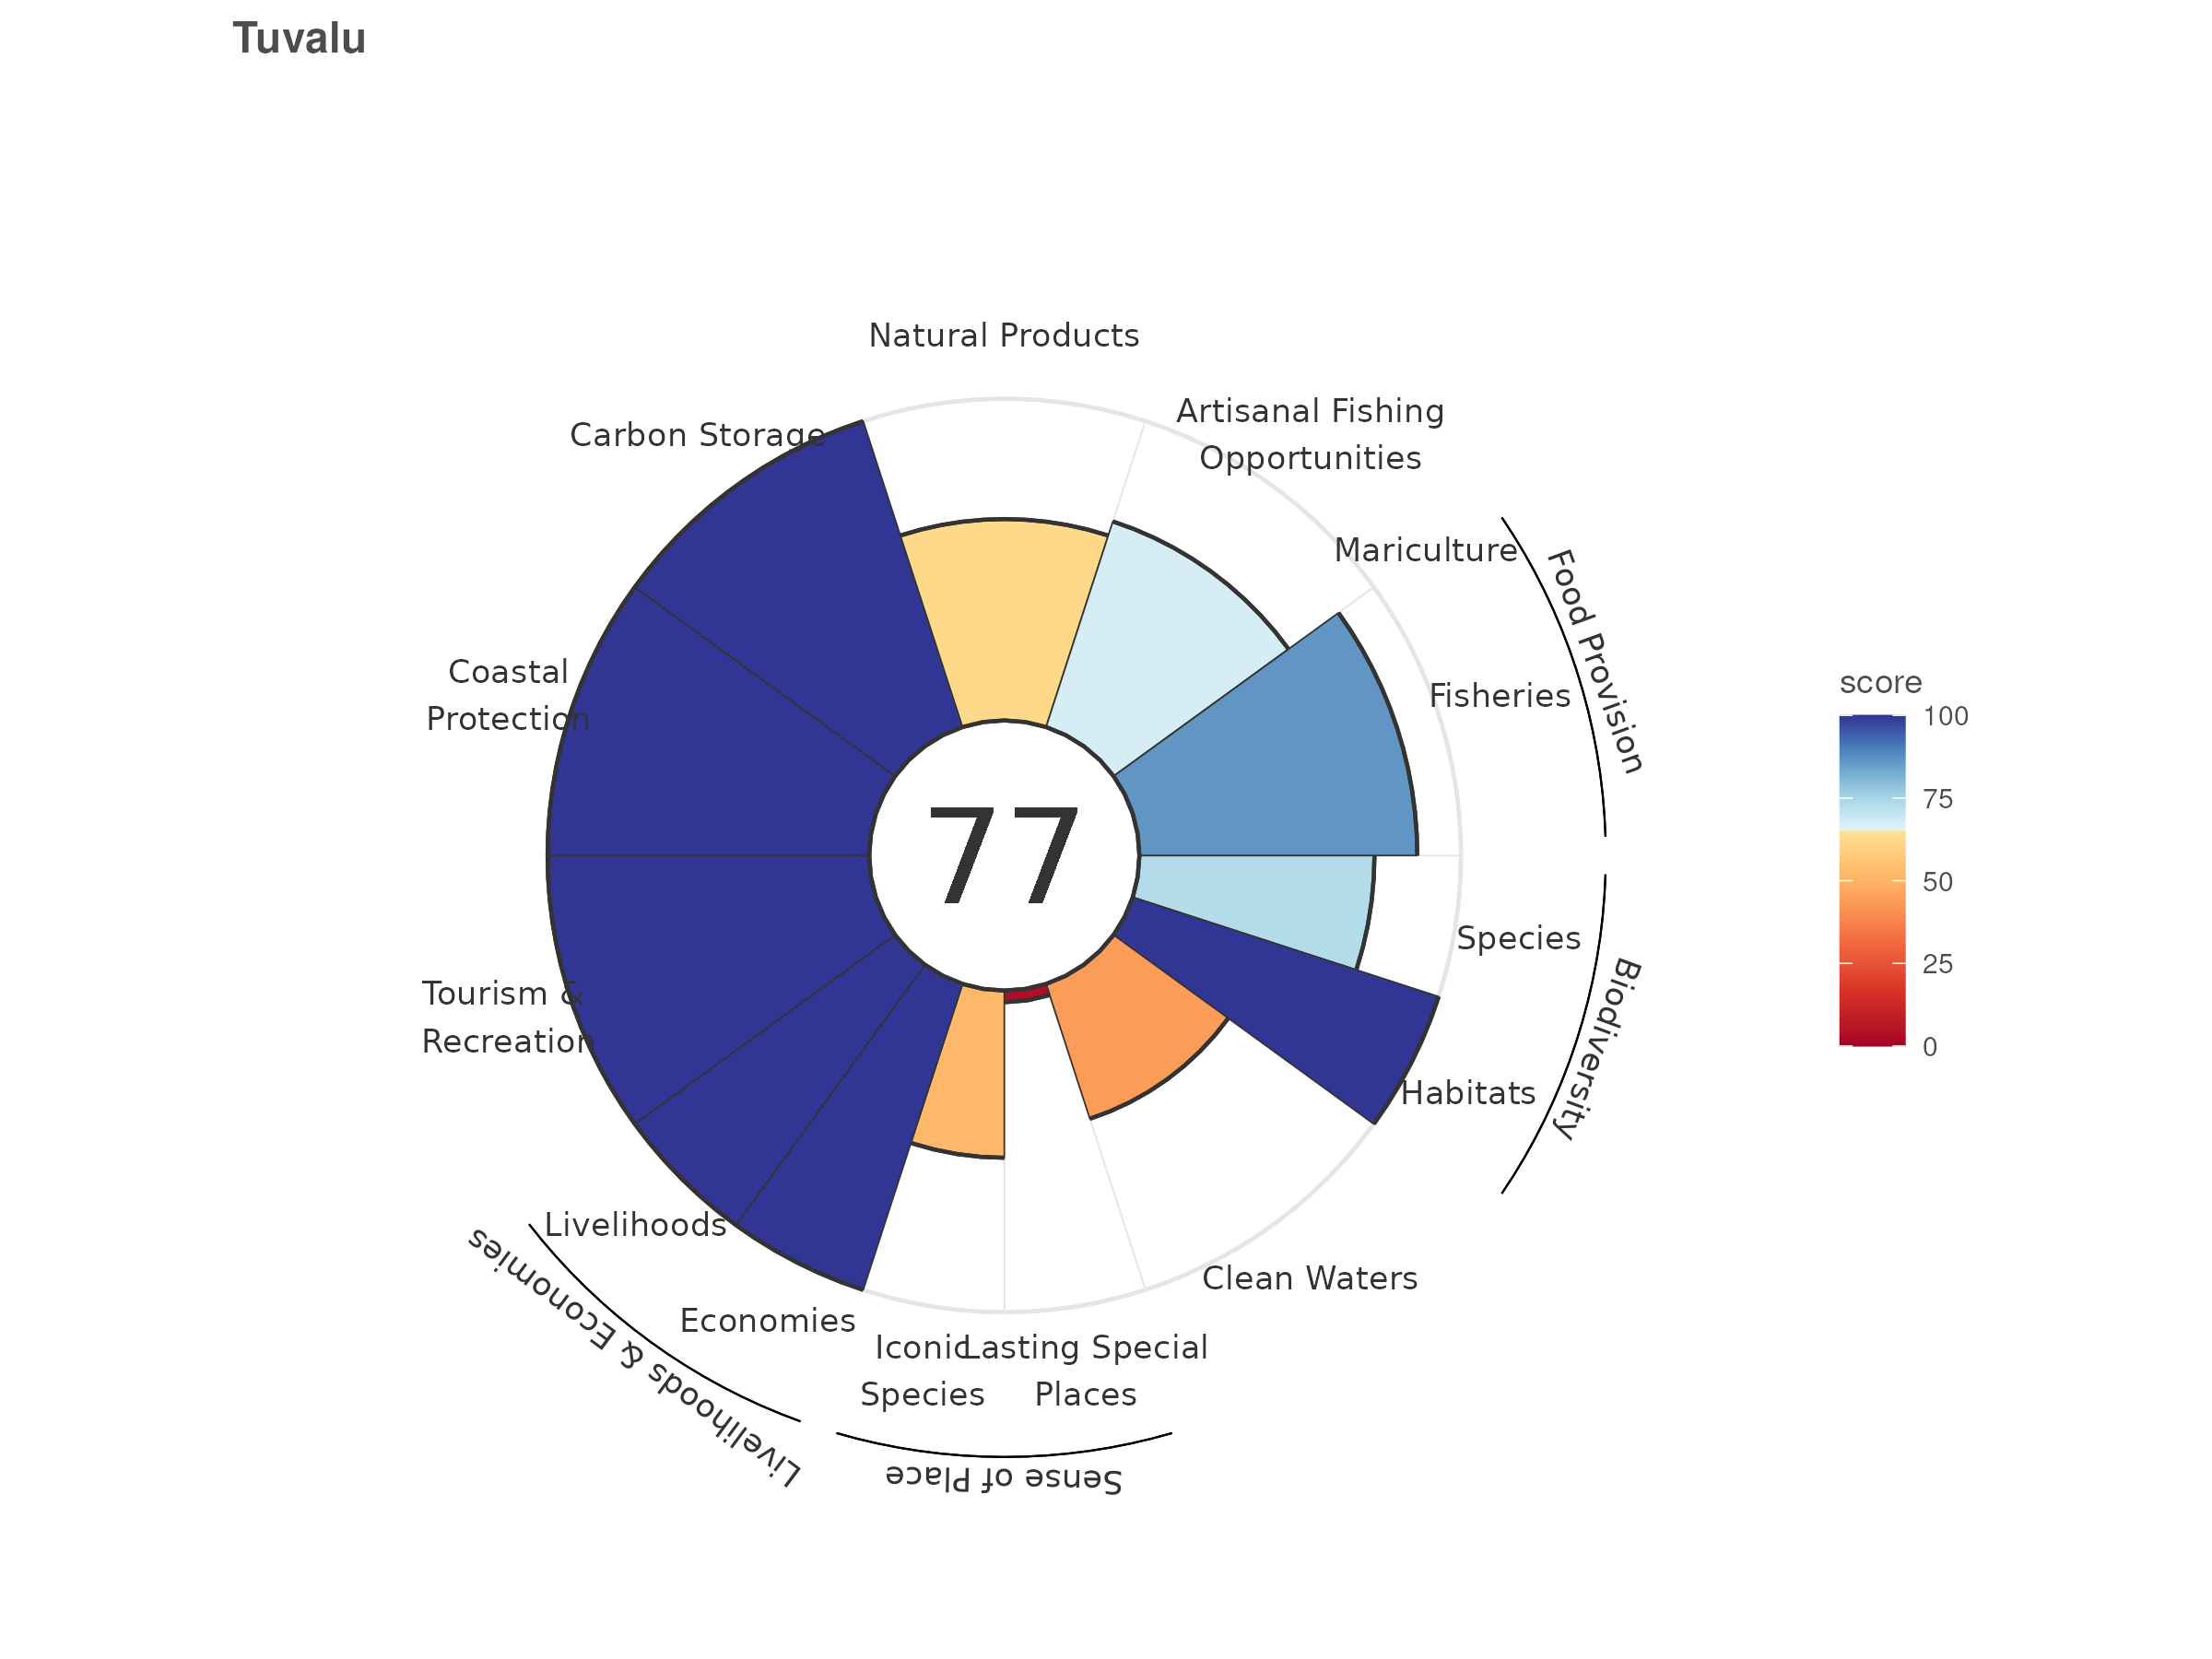 Tuvalu
Natural Products
Artisanal Fishing
Opportunities
Carbon Storage
Mariculture
Food Provision
Fisheries
Coastal
Protection
score
100
75
50
25
0
77
Species
Biodiversity
Tourism &
Recreation
Habitats
Livelihoods
Livelihoods & Economies
Clean Waters
Economies
Iconic
Species
Lasting Special
Places
Sense of Place